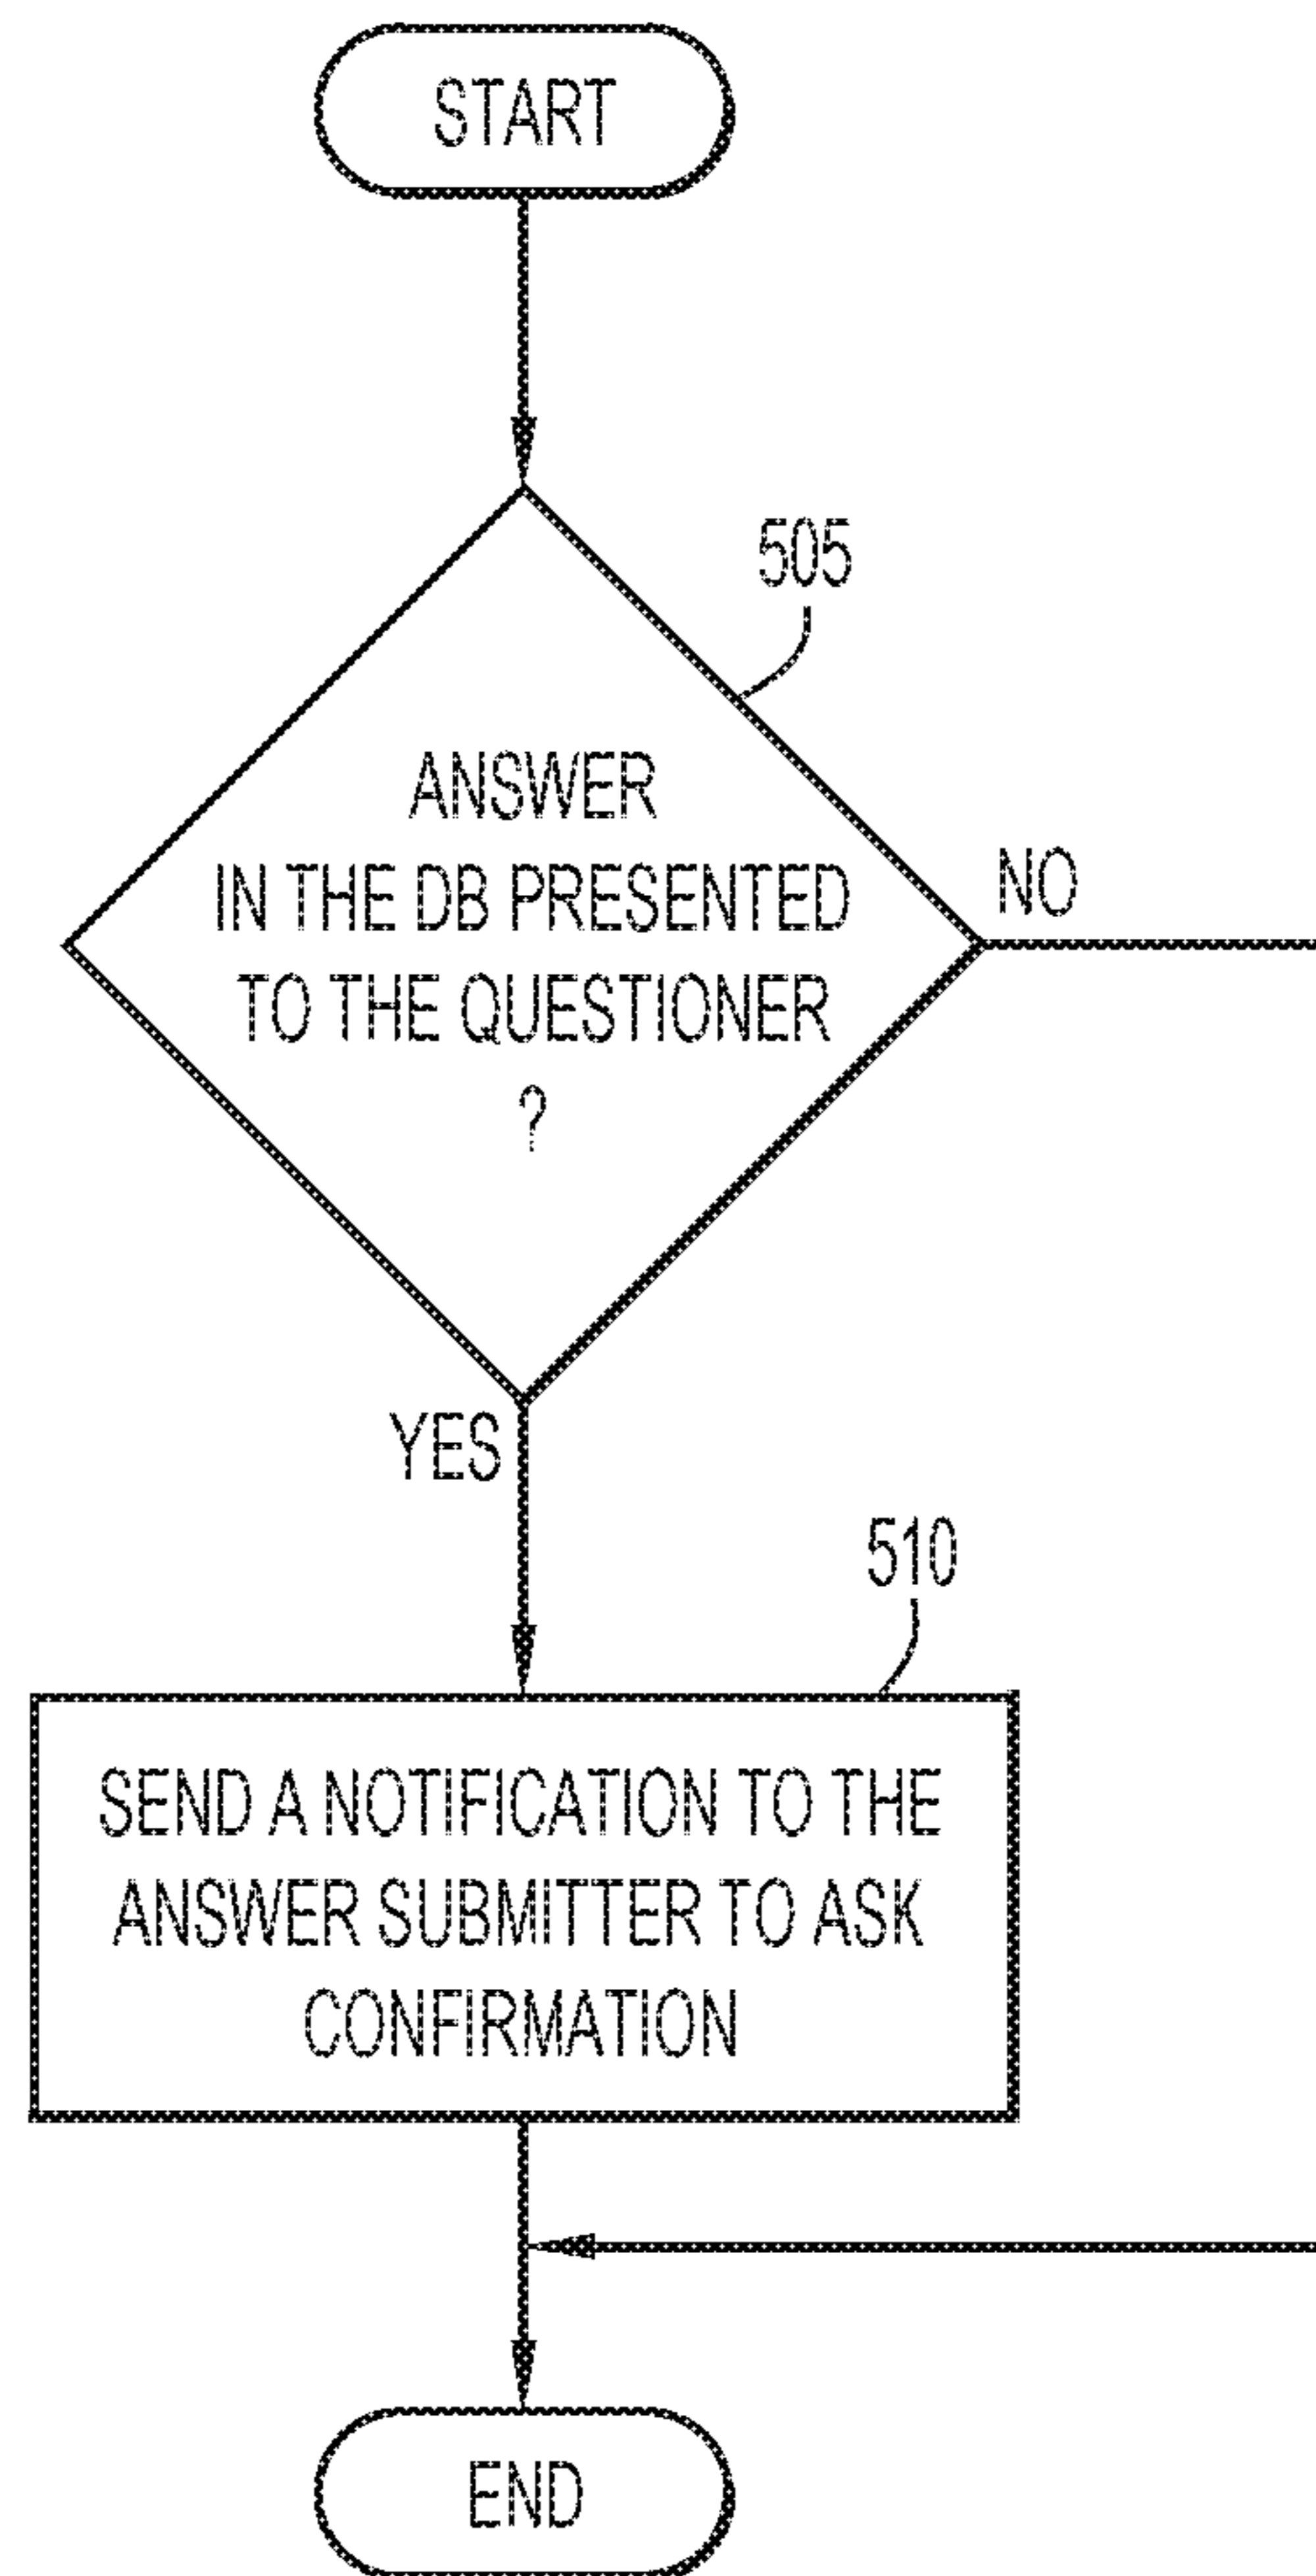 START
505
ANSWER
IN THE DB PRESENTED
TO THE QUESTIONER
?
NO
YES
510
SEND A NOTIFICATION TO THE
ANSWER SUBMITTER TO ASK
CONFIRMATION
END